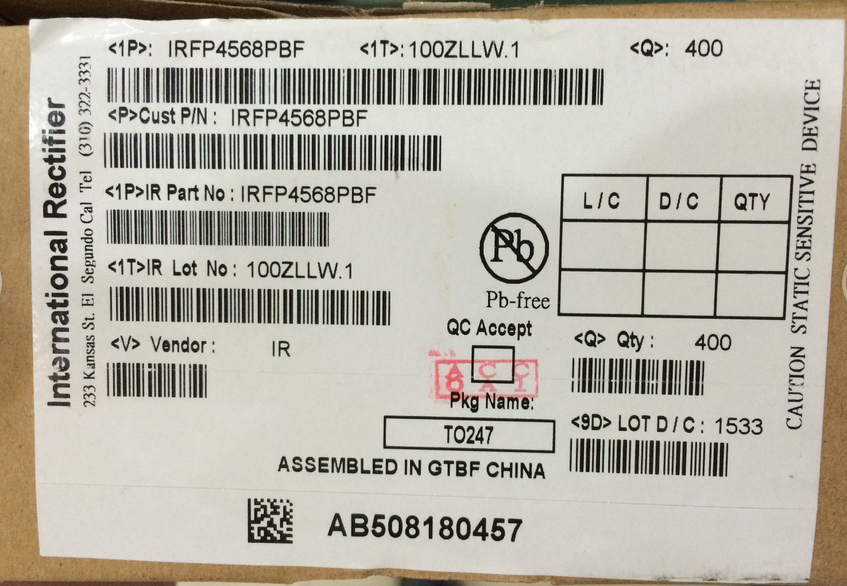 <1P>: IRFP4568PBF <1T>:100ZLLW.1 <Q>: 400
<P>Cust P/N : IRFP4568PBF
<1P>IR Part No : IRFP4568PBF
<1T>IR Lot No : 100ZLLW.1
<V> Vendor : IR
International Rectifier
233 Kansas St. El Segundo Cal Tel (310) 322-3331
Pb
Pb-free
L/C D/C QTY
QC Accept
A C C
Pkg Name:
TO247
<Q> Qty : 400
<9D> LOT D/C : 1533
ASSEMBLED IN GTBF CHINA
AB508180457
CAUTION STATIC SENSITIVE DEVICE